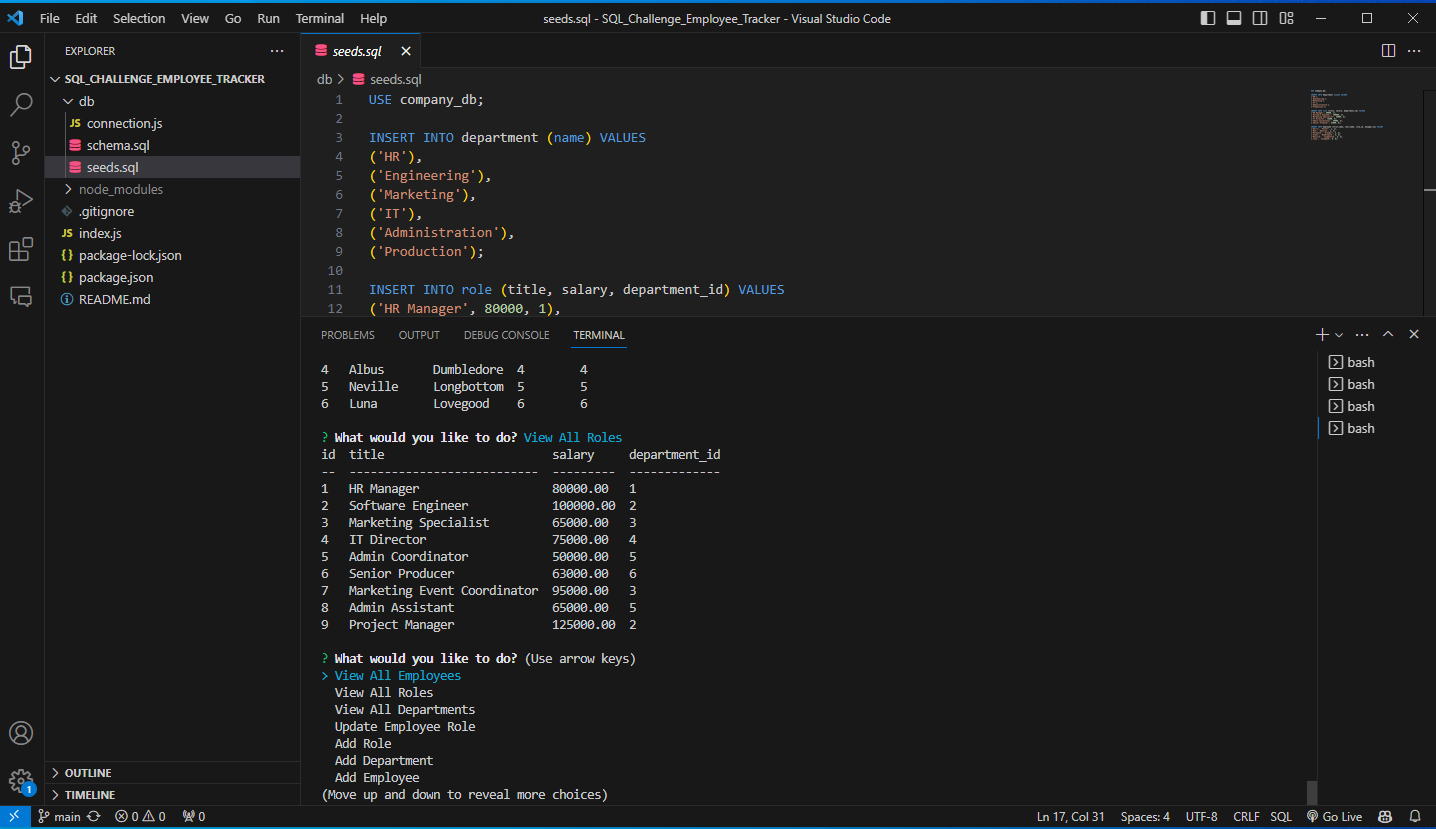 File Edit Selection View Go Run Terminal Help
seeds.sql - SQL_Challenge_Employee_Tracker - Visual Studio Code
EXPLORER
SQL_CHALLENGE_EMPLOYEE_TRACKER
db
JS connection.js
schema.sql
seeds.sql
node_modules
.gitignore
JS index.js
{} package-lock.json
{} package.json
README.md
OUTLINE
TIMELINE
1
seeds.sql
db > seeds.sql
1 USE company_db;
2
3 INSERT INTO department (name) VALUES
4 ('HR'),
5 ('Engineering'),
6 ('Marketing'),
7 ('IT'),
8 ('Administration'),
9 ('Production');
10
11 INSERT INTO role (title, salary, department_id) VALUES
12 ('HR Manager', 80000, 1),
PROBLEMS OUTPUT DEBUG CONSOLE TERMINAL
4 Albus Dumbledore 4 4
5 Neville Longbottom 5 5
6 Luna Lovegood 6 6
? What would you like to do? View All Roles
id title salary department_id
-- --------------------------- --------- -------------
1 HR Manager 80000.00 1
2 Software Engineer 100000.00 2
3 Marketing Specialist 65000.00 3
4 IT Director 75000.00 4
5 Admin Coordinator 50000.00 5
6 Senior Producer 63000.00 6
7 Marketing Event Coordinator 95000.00 3
8 Admin Assistant 65000.00 5
9 Project Manager 125000.00 2
? What would you like to do? (Use arrow keys)
> View All Employees
View All Roles
View All Departments
Update Employee Role
Add Role
Add Department
Add Employee
(Move up and down to reveal more choices)
bash
bash
bash
bash
main 0 0 0
Ln 17, Col 31 Spaces: 4 UTF-8 CRLF SQL Go Live